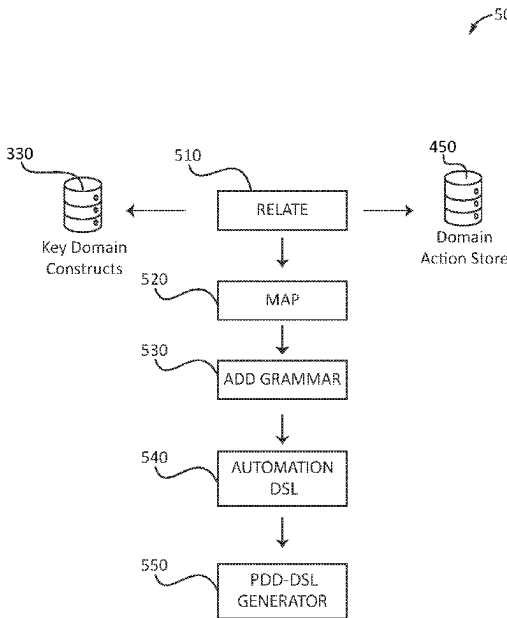 50
330
510
450
RELATE
Key Domain
Constructs
Domain
Action Store
520
MAP
530
ADD GRAMMAR
540
AUTOMATION
DSL
550
PDD-DSL
GENERATOR